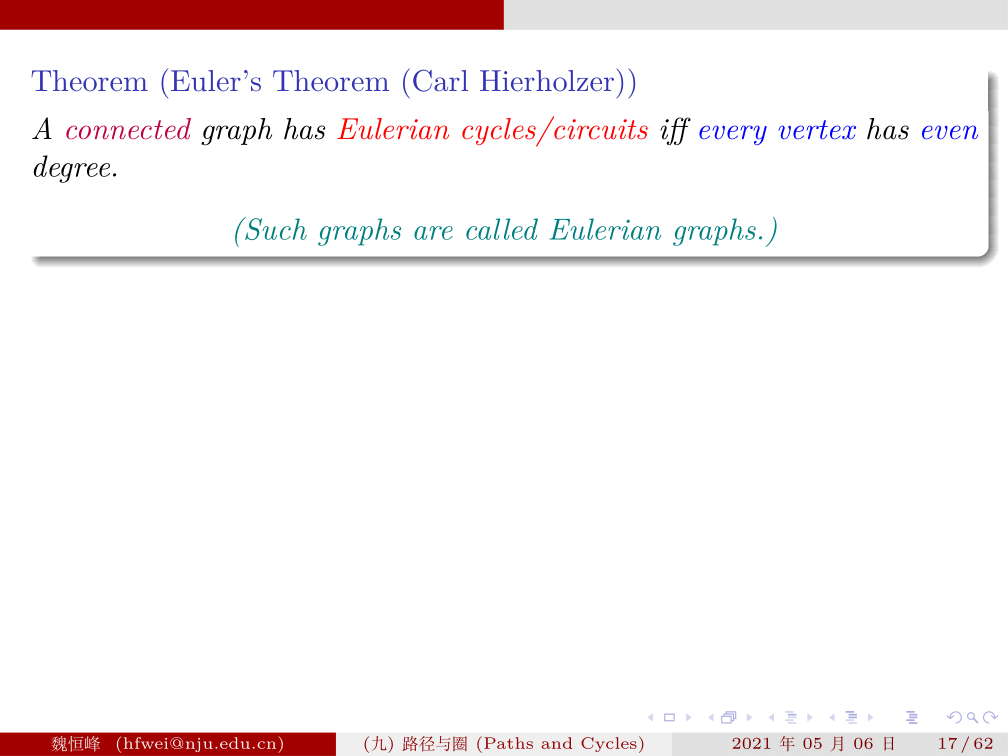 Theorem (Euler's Theorem (Carl Hierholzer))
A connected graph has Eulerian cycles/circuits iff every vertex has even
degree.
(Such graphs are called Eulerian graphs.)
魏恒峰 (hfwei@nju.edu.cn) (九) 路径与圈 (Paths and Cycles) 2021 年 05 月 06 日 17 / 62